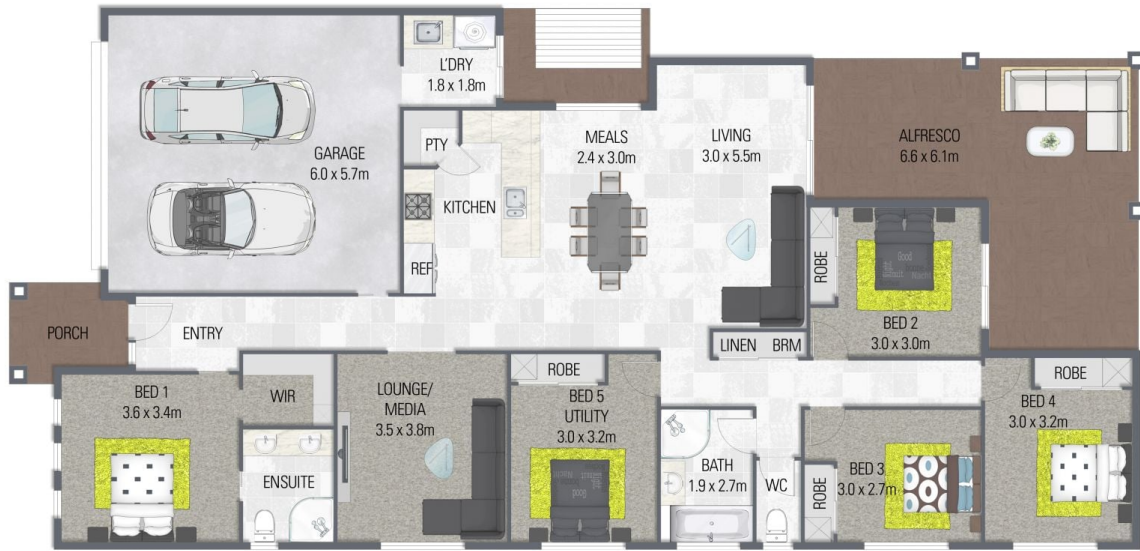 L'DRY
1.8 x 1.8m
GARAGE
6.0 x 5.7m
PTY
KITCHEN
REF
MEALS
2.4 x 3.0m
LIVING
3.0 x 5.5m
ALFRESCO
6.6 x 6.1m
ROBE
BED 2
3.0 x 3.0m
PORCH
ENTRY
LINEN BRM
BED 1
3.6 x 3.4m
WIR
ENSUITE
LOUNGE/
MEDIA
3.5 x 3.8m
ROBE
BED 5
UTILITY
3.0 x 3.2m
BATH
1.9 x 2.7m
WC
ROBE
BED 3
3.0 x 2.7m
ROBE
BED 4
3.0 x 3.2m
Good
Good